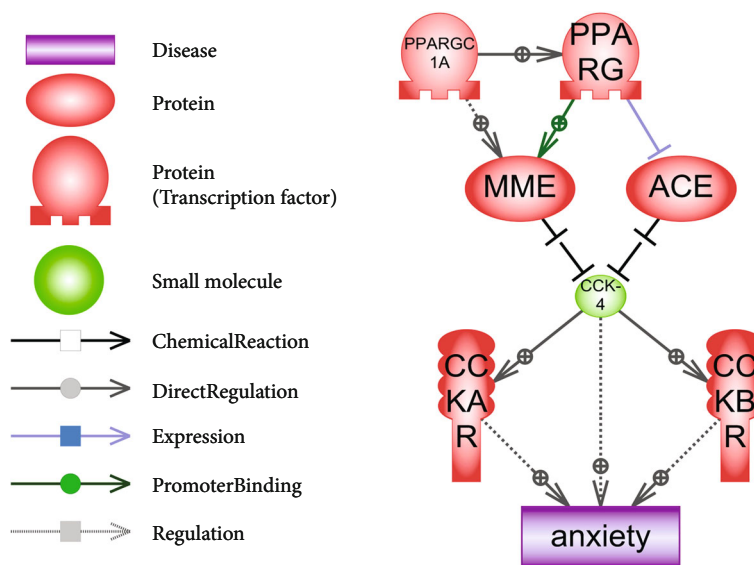 Disease
Protein
Protein
(Transcription factor)
Small molecule
ChemicalReaction
DirectRegulation
Expression
PromoterBinding
Regulation
PPARGC
1A
PPA
RG
MME
ACE
CCK-
4
CC
KA
R
CC
KB
R
anxiety